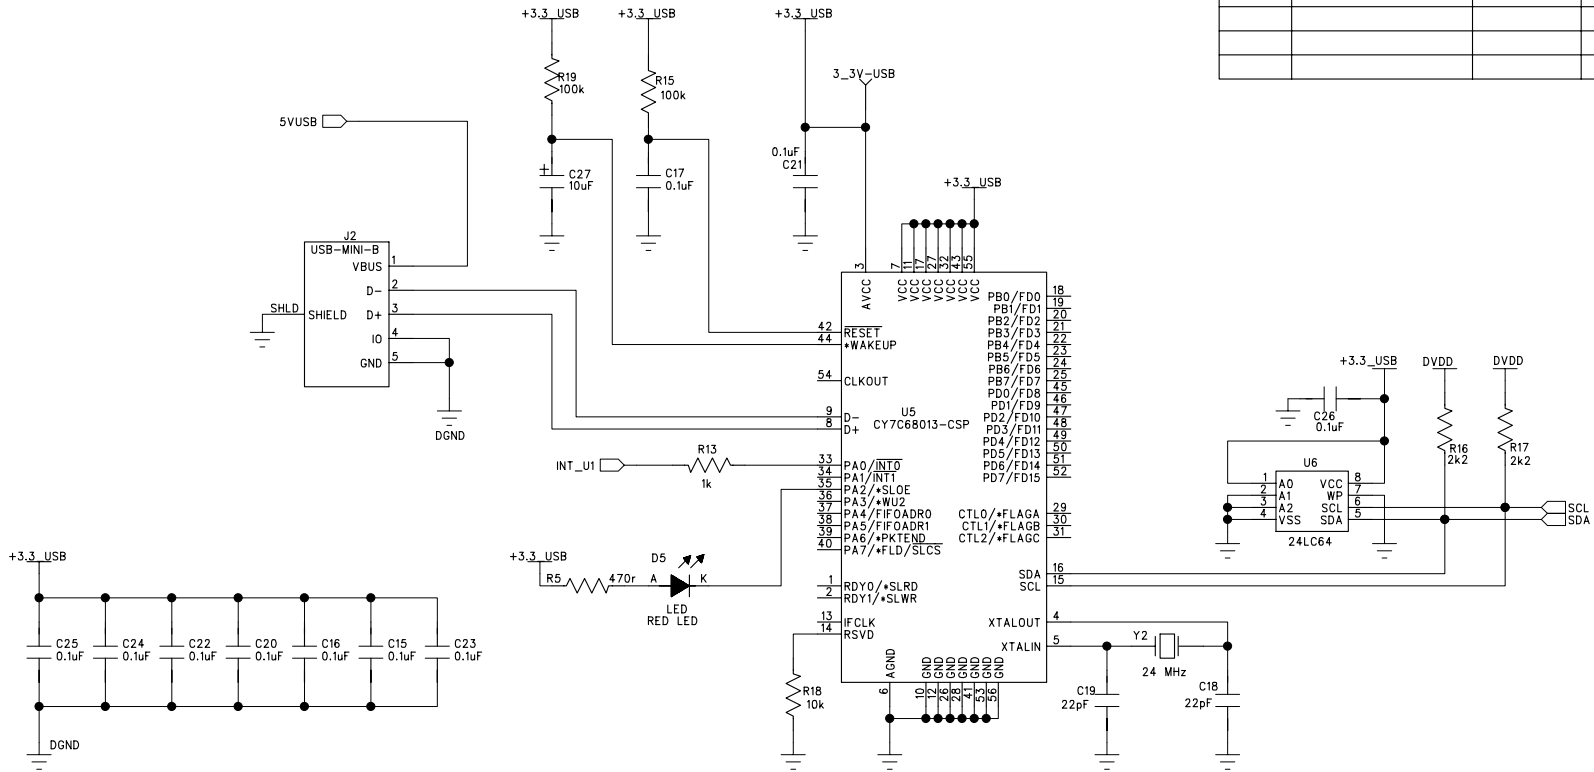 +3.3_USB
+3.3_USB
+3.3_USB
R19
100k
R15
100k
3_3V-USB
5VUSB
+
C27
10uF
C17
0.1uF
0.1uF
C21
+3.3_USB
J2
USB-MINI-B
VBUS 1
D- 2
D+ 3
IO 4
GND 5
SHLD
SHIELD
DGND
3
AVCC
7 11 17 27 32 43 55
VCC VCC VCC VCC VCC VCC VCC
42 RESET
44 *WAKEUP
54 CLKOUT
9 D-
8 D+
U5
CY7C68013-CSP
33 PA0/INT0
34 PA1/INT1
35 PA2/*SLOE
36 PA3/*WU2
37 PA4/FIFOADR0
38 PA5/FIFOADR1
39 PA6/*PKTEND
40 PA7/*FLD/SLCS
1 RDY0/*SLRD
2 RDY1/*SLWR
13 IFCLK
14 RSVD
PB0/FD0 18
PB1/FD1 19
PB2/FD2 20
PB3/FD3 21
PB4/FD4 22
PB5/FD5 23
PB6/FD6 24
PB7/FD7 25
PD0/FD8 45
PD1/FD9 46
PD2/FD10 47
PD3/FD11 48
PD4/FD12 49
PD5/FD13 50
PD6/FD14 51
PD7/FD15 52
CTL0/*FLAGA 29
CTL1/*FLAGB 30
CTL2/*FLAGC 31
SDA 16
SCL 15
XTALOUT 4
XTALIN 5
AGND
6
GND GND GND GND GND GND GND
10 12 26 28 41 53 56
INT_U1
R13
1k
+3.3_USB
R5 470r
D5
A K
LED
RED LED
R18
10k
Y2
24 MHz
C19
22pF
C18
22pF
+3.3_USB
DVDD
DVDD
C26
0.1uF
R16
2k2
R17
2k2
U6
1 A0 VCC 8
2 A1 WP 7
3 A2 SCL 6
4 VSS SDA 5
24LC64
SCL
SDA
+3.3_USB
C25
0.1uF
C24
0.1uF
C22
0.1uF
C20
0.1uF
C16
0.1uF
C15
0.1uF
C23
0.1uF
DGND